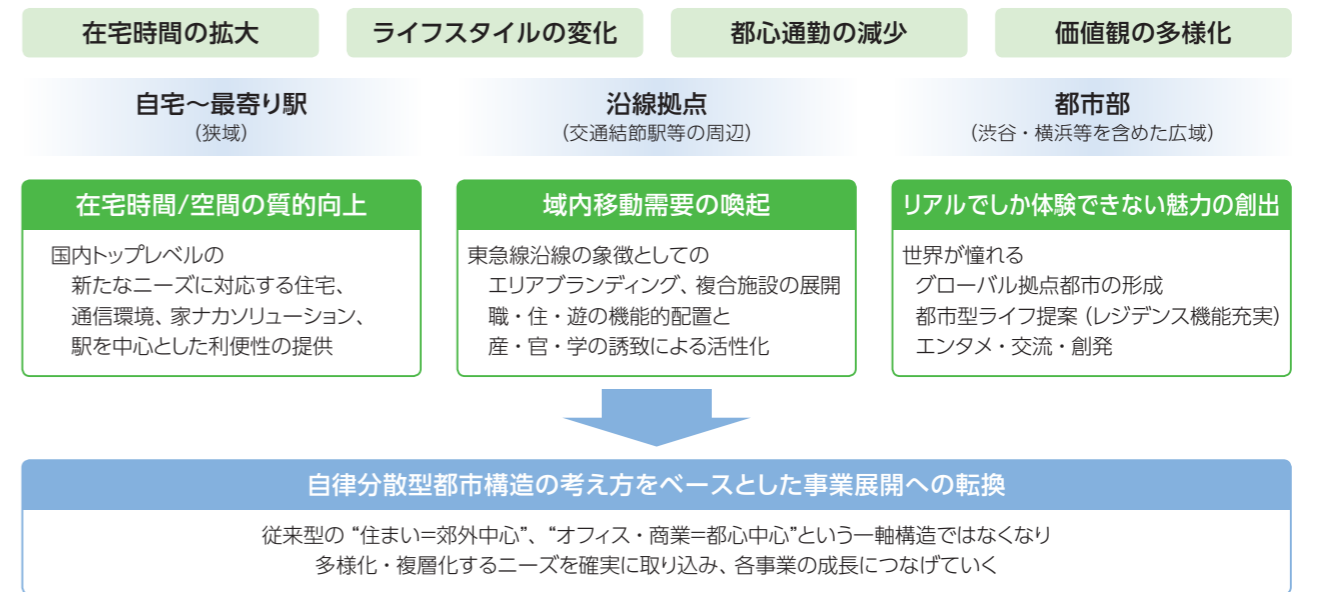 在宅時間の拡大
ライフスタイルの変化
都心通勤の減少
価値観の多様化
自宅～最寄り駅
（狭域）
沿線拠点
（交通結節駅等の周辺）
都市部
（渋谷・横浜等を含めた広域）
在宅時間/空間の質的向上
国内トップレベルの
新たなニーズに対応する住宅、
通信環境、家ナカソリューション、
駅を中心とした利便性の提供
域内移動需要の喚起
東急線沿線の象徴としての
エリアブランディング、複合施設の展開
職・住・遊の機能的配置と
産・官・学の誘致による活性化
リアルでしか体験できない魅力の創出
世界が憧れる
グローバル拠点都市の形成
都市型ライフ提案（レジデンス機能充実）
エンタメ・交流・創発
自律分散型都市構造の考え方をベースとした事業展開への転換
従来型の “住まい=郊外中心”、“オフィス・商業=都心中心”という一軸構造ではなくなり
多様化・複層化するニーズを確実に取り込み、各事業の成長につなげていく